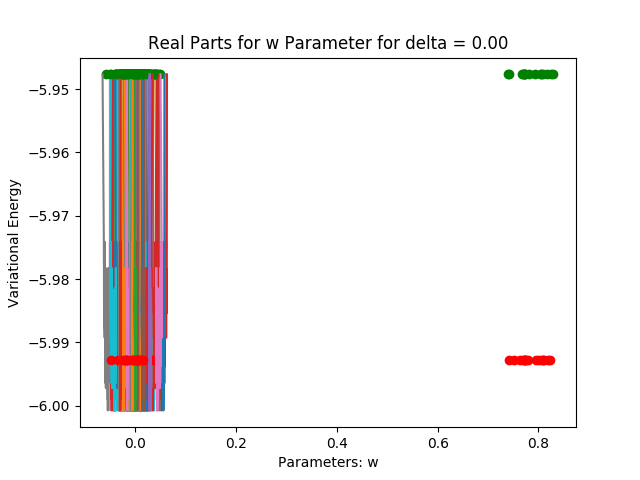 Real Parts for w Parameter for delta = 0.00
−5.95
−5.96
−5.97
−5.98
−5.99
−6.00
Variational Energy
0.0 0.2 0.4 0.6 0.8
Parameters: w